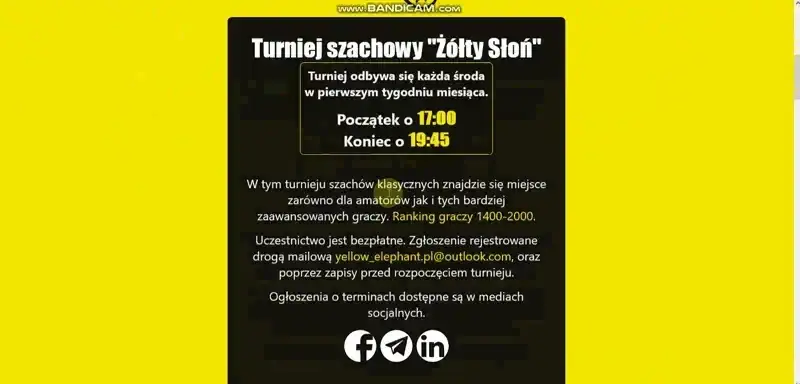 www.BANDICAM.com
Turniej szachowy "Żółty Słoń"
Turniej odbywa się każda środa
w pierwszym tygodniu miesiąca.
Początek o 17:00
Koniec o 19:45
W tym turnieju szachów klasycznych znajdzie się miejsce
zarówno dla amatorów jak i tych bardziej
zaawansowanych graczy. Ranking graczy 1400-2000.
Uczestnictwo jest bezpłatne. Zgłoszenie rejestrowane
drogą mailową yellow_elephant.pl@outlook.com, oraz
poprzez zapisy przed rozpoczęciem turnieju.
Ogłoszenia o terminach dostępne są w mediach
socjalnych.